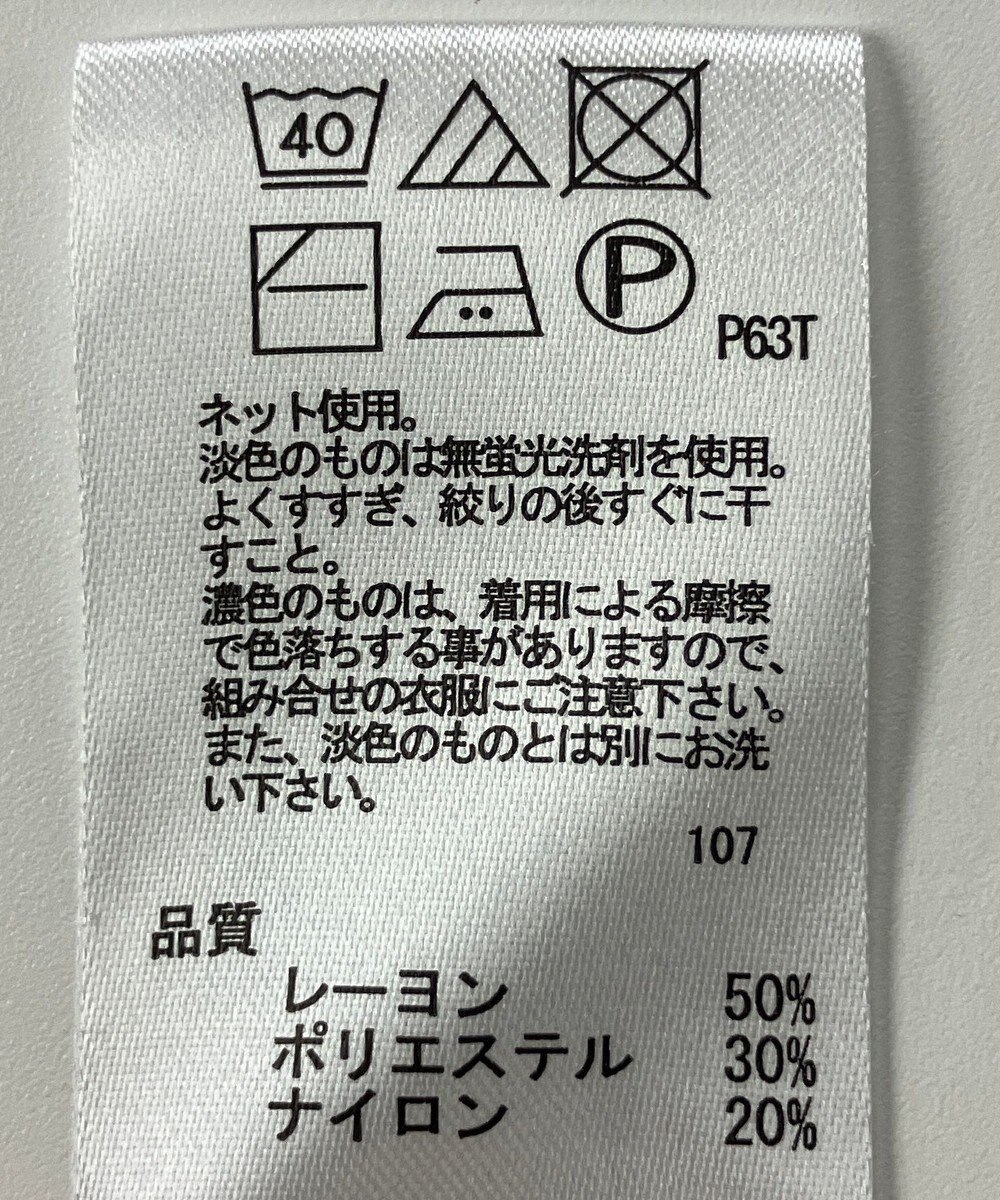 40
P
P63T
ネット使用。
淡色のものは無蛍光洗剤を使用。
よくすすぎ、絞りの後すぐに干
すこと。
濃色のものは、着用による摩擦
で色落ちする事がありますので、
組み合せの衣服にご注意下さい。
また、淡色のものとは別にお洗
い下さい。
107
品質
レーヨン 50%
ポリエステル 30%
ナイロン 20%